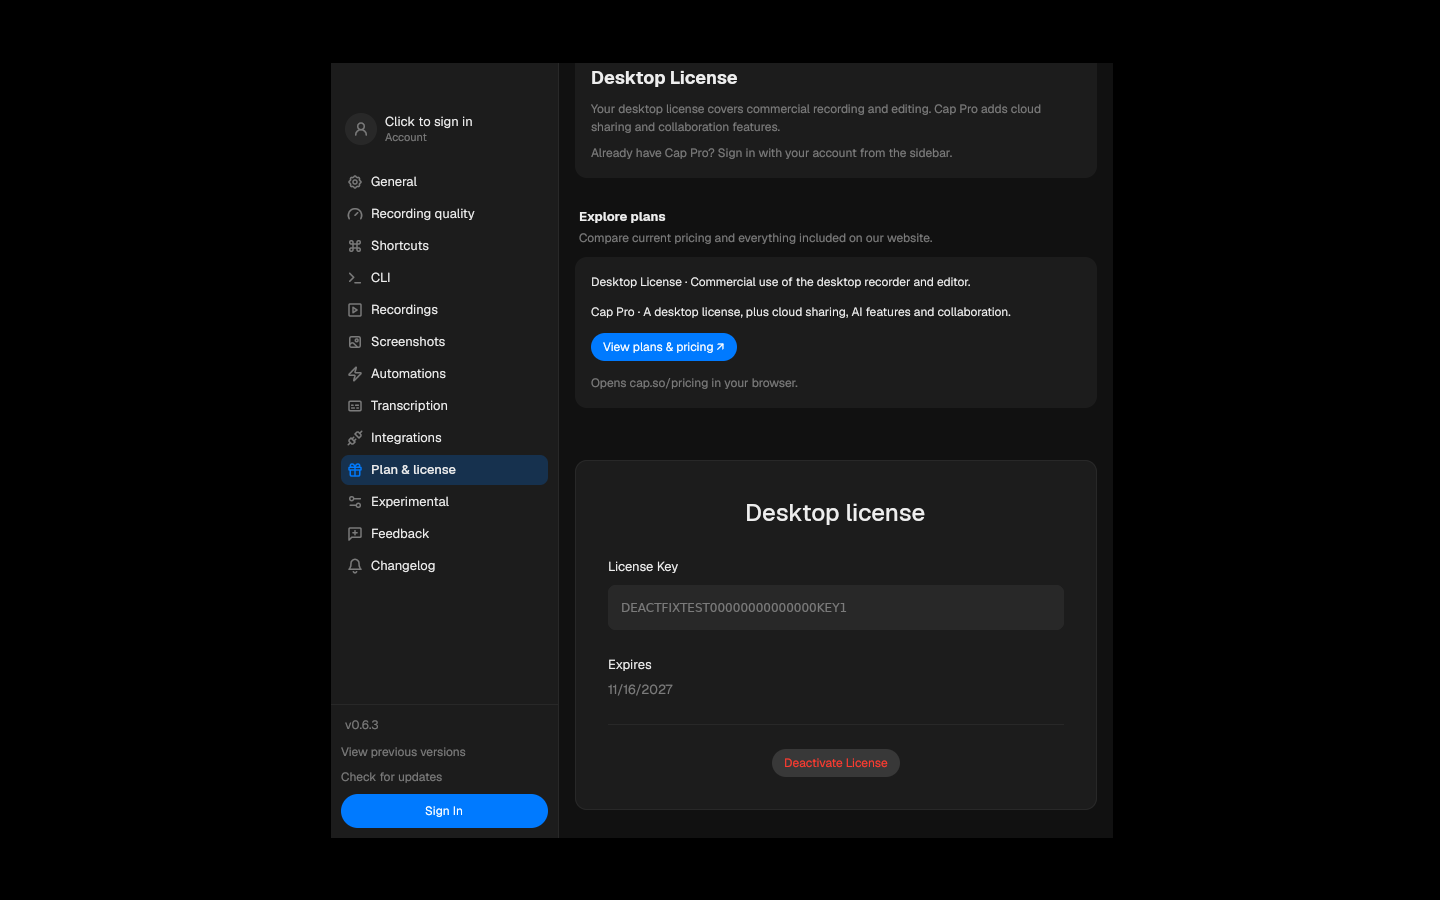 Click to sign in
Account
General
Recording quality
Shortcuts
CLI
Recordings
Screenshots
Automations
Transcription
Integrations
Plan & license
Experimental
Feedback
Changelog
v0.6.3
View previous versions
Check for updates
Sign In
Desktop License
Your desktop license covers commercial recording and editing. Cap Pro adds cloud
sharing and collaboration features.
Already have Cap Pro? Sign in with your account from the sidebar.
Explore plans
Compare current pricing and everything included on our website.
Desktop License · Commercial use of the desktop recorder and editor.
Cap Pro · A desktop license, plus cloud sharing, AI features and collaboration.
View plans & pricing ↗
Opens cap.so/pricing in your browser.
Desktop license
License Key
DEACTFIXTEST00000000000000KEY1
Expires
11/16/2027
Deactivate License